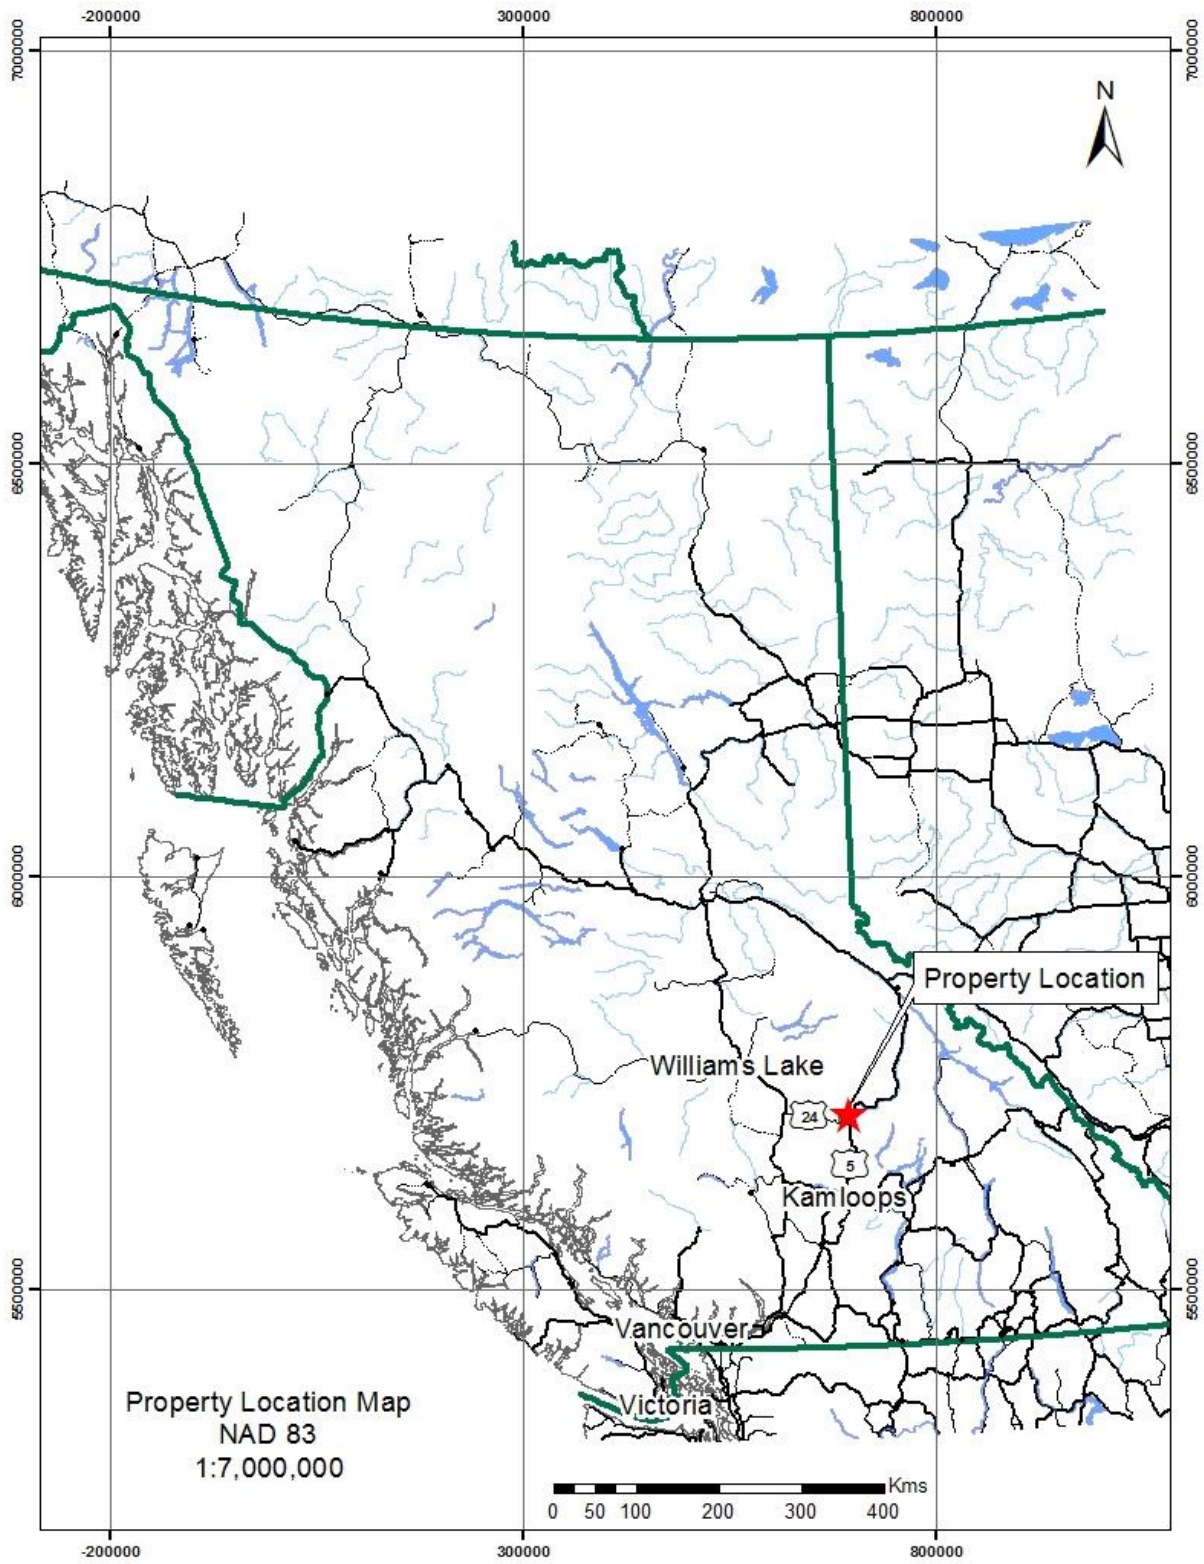 -200000 300000 800000
7000000 7000000
N
6500000 6500000
6000000 6000000
Property Location
William's Lake
24
5
Kamloops
5500000 5500000
Vancouver
Victoria
Property Location Map
NAD 83
1:7,000,000
Kms
0 50 100 200 300 400
-200000 300000 800000